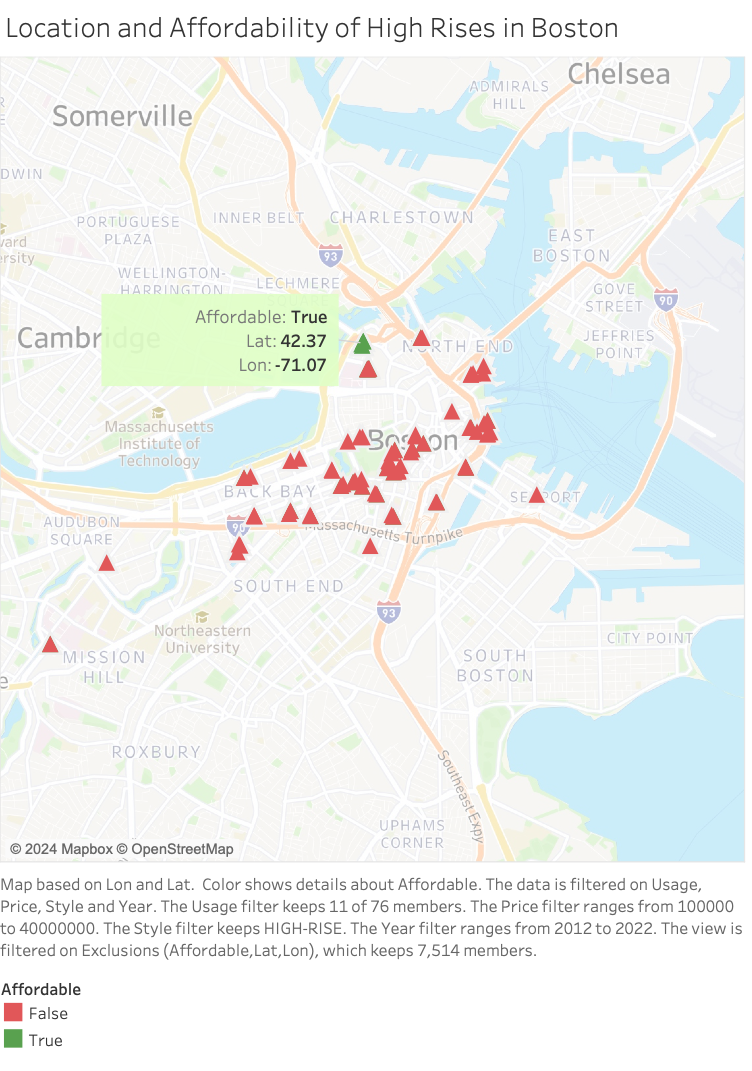 Location and Affordability of High Rises in Boston
Chelsea
ADMIRALS
HILL
Somerville
DWIN
PORTUGUESE
PLAZA
INNER BELT
CHARLESTOWN
EAST
BOSTON
93
WELLINGTON-
HARRINGTON
LECHMERE
GOVE
STREET
90
Affordable: True
Lat: 42.37
Lon: -71.07
Cambridge
NORTH END
JEFFRIES
POINT
Massachusetts
Institute of
Technology
Boston
BACK BAY
SEAPORT
AUDUBON
SQUARE
90
Massachusetts Turnpike
SOUTH END
93
Northeastern
University
MISSION
HILL
SOUTH
BOSTON
CITY POINT
ROXBURY
Southeast Expy
UPHAMS
CORNER
© 2024 Mapbox © OpenStreetMap
Map based on Lon and Lat. Color shows details about Affordable. The data is filtered on Usage,
Price, Style and Year. The Usage filter keeps 11 of 76 members. The Price filter ranges from 100000
to 40000000. The Style filter keeps HIGH-RISE. The Year filter ranges from 2012 to 2022. The view is
filtered on Exclusions (Affordable,Lat,Lon), which keeps 7,514 members.
Affordable
False
True